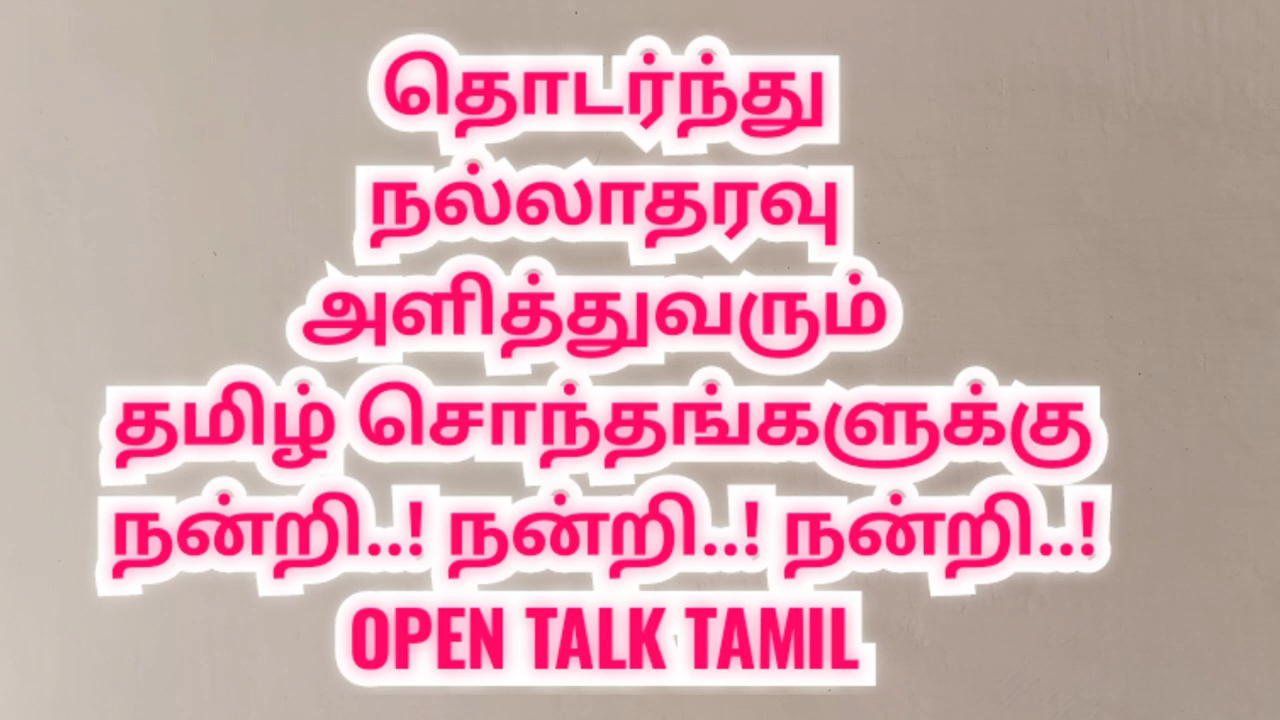 தொடர்ந்து
நல்லாதரவு
அளித்துவரும்
தமிழ் சொந்தங்களுக்கு
நன்றி..! நன்றி..! நன்றி..!
OPEN TALK TAMIL